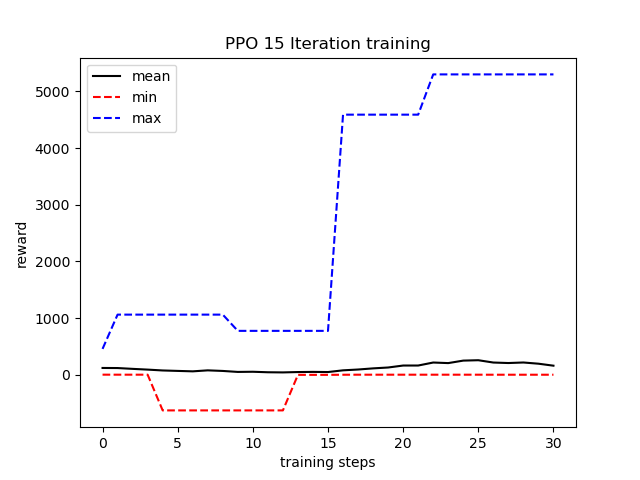 PPO 15 Iteration training
mean
min
max
5000
4000
3000
2000
1000
0
reward
0 5 10 15 20 25 30
training steps